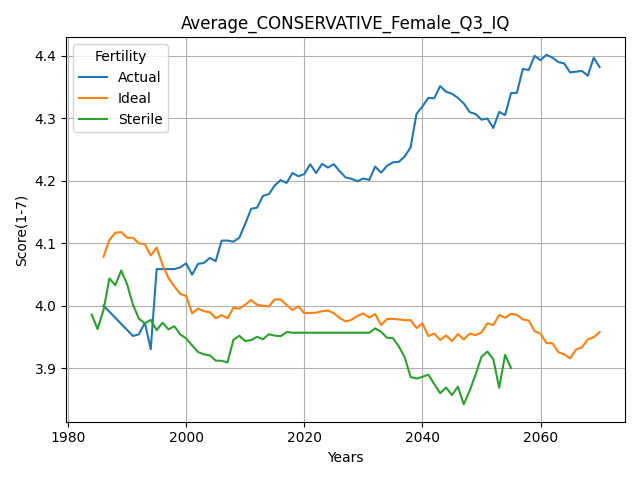 Average_CONSERVATIVE_Female_Q3_IQ
Fertility
Actual
Ideal
Sterile
Score(1-7)
4.4
4.3
4.2
4.1
4.0
3.9
1980
2000
2020
2040
2060
Years